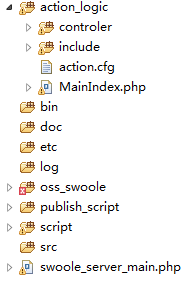 action_logic
controler
include
action.cfg
MainIndex.php
bin
doc
etc
log
oss_swoole
publish_script
script
src
swoole_server_main.php